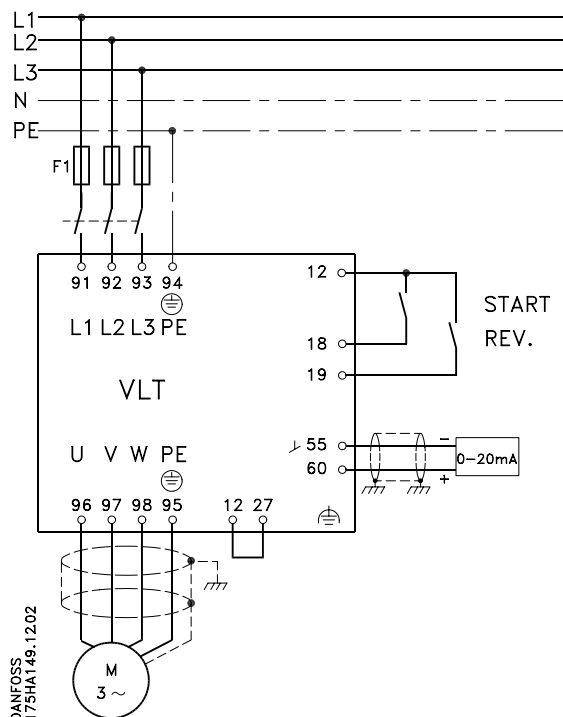 L1
L2
L3
N
PE
F1
91 92 93 94
L1 L2 L3 PE
12
START
REV.
18
19
VLT
55
60
−
0−20mA
+
U V W PE
96 97 98 95
12 27
M
3 ~
DANFOSS
175HA149.12.02